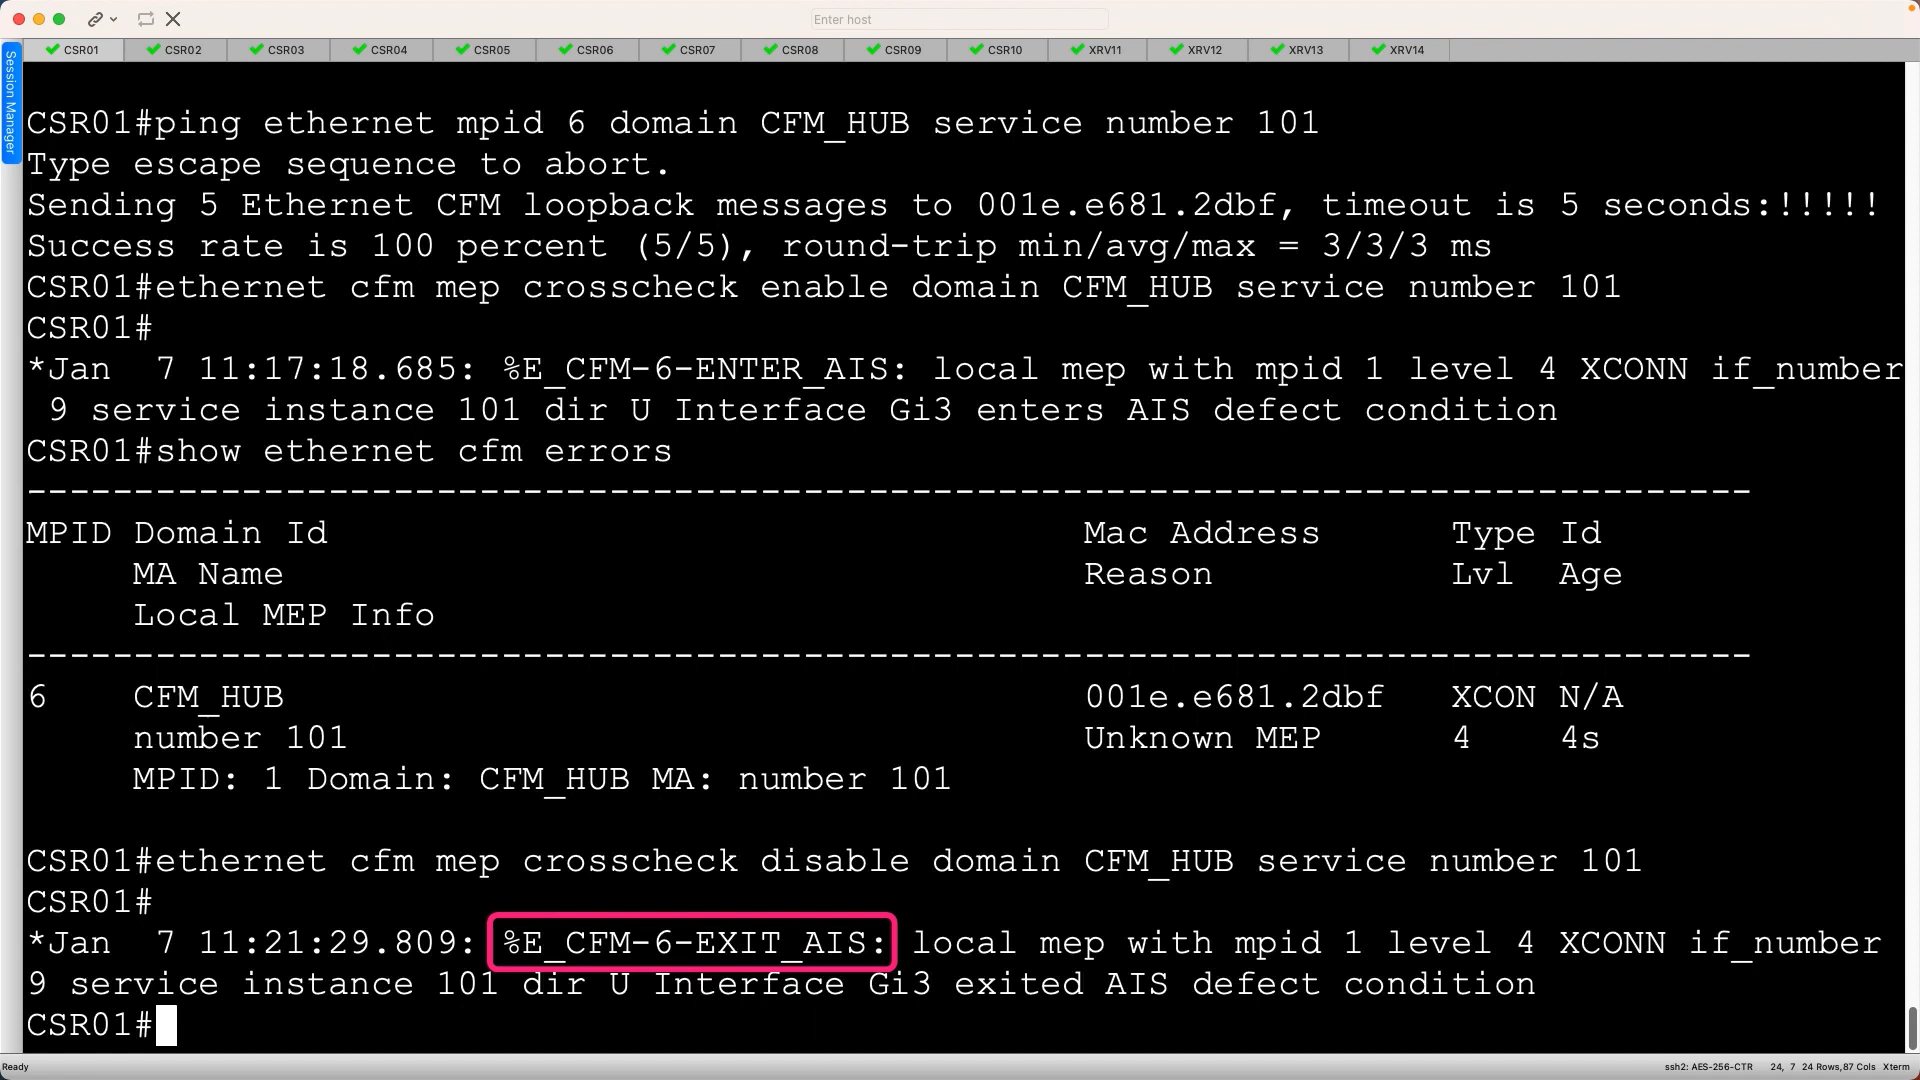 Enter host
CSR01 CSR02 CSR03 CSR04 CSR05 CSR06 CSR07 CSR08 CSR09 CSR10 XRV11 XRV12 XRV13 XRV14
Session Manager
CSR01#ping ethernet mpid 6 domain CFM_HUB service number 101
Type escape sequence to abort.
Sending 5 Ethernet CFM loopback messages to 001e.e681.2dbf, timeout is 5 seconds:!!!!!
Success rate is 100 percent (5/5), round-trip min/avg/max = 3/3/3 ms
CSR01#ethernet cfm mep crosscheck enable domain CFM_HUB service number 101
CSR01#
*Jan  7 11:17:18.685: %E_CFM-6-ENTER_AIS: local mep with mpid 1 level 4 XCONN if_number
 9 service instance 101 dir U Interface Gi3 enters AIS defect condition
CSR01#show ethernet cfm errors
--------------------------------------------------------------------------------
MPID Domain Id                                   Mac Address      Type Id
     MA Name                                     Reason           Lvl  Age
     Local MEP Info
--------------------------------------------------------------------------------
6    CFM_HUB                                     001e.e681.2dbf   XCON N/A
     number 101                                  Unknown MEP      4    4s
     MPID: 1 Domain: CFM_HUB MA: number 101
CSR01#ethernet cfm mep crosscheck disable domain CFM_HUB service number 101
CSR01#
*Jan  7 11:21:29.809: %E_CFM-6-EXIT_AIS: local mep with mpid 1 level 4 XCONN if_number
9 service instance 101 dir U Interface Gi3 exited AIS defect condition
CSR01#
Ready
ssh2: AES-256-CTR 24, 7 24 Rows,87 Cols Xterm